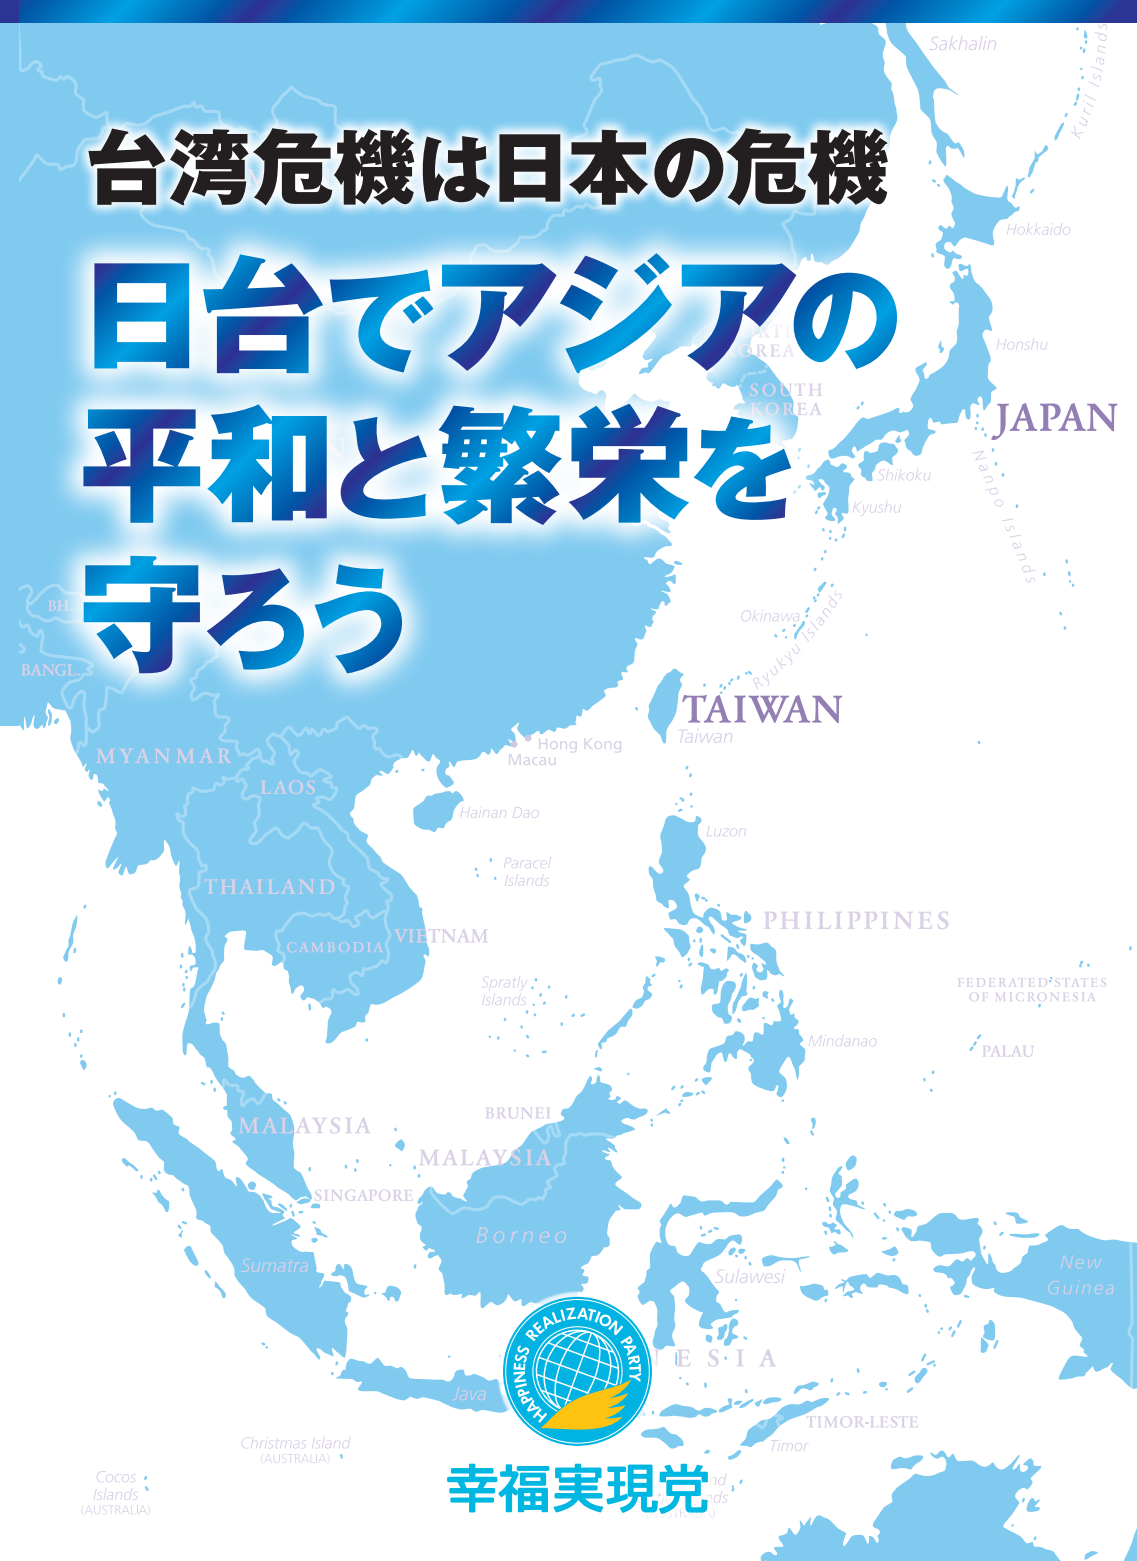 Sakhalin
Kuril Islands
台湾危機は日本の危機
Hokkaido
日台でアジアの
Honshu
SOUTH
KOREA
平和と繁栄を
JAPAN
Shikoku
Nanpo Islands
Kyushu
守ろう
BH.
Okinawa
Ryukyu Islands
BANGL.
TAIWAN
Taiwan
Hong Kong
Macau
MYANMAR
LAOS
Hainan Dao
Luzon
Paracel
Islands
THAILAND
PHILIPPINES
VIETNAM
CAMBODIA
Spratly
Islands
FEDERATED STATES
OF MICRONESIA
Mindanao
PALAU
BRUNEI
MALAYSIA
MALAYSIA
SINGAPORE
Borneo
Sumatra
Sulawesi
New
Guinea
HAPPINESS REALIZATION PARTY
ESIA
Java
TIMOR-LESTE
Timor
Christmas Island
(AUSTRALIA)
Cocos
Islands
(AUSTRALIA)
幸福実現党